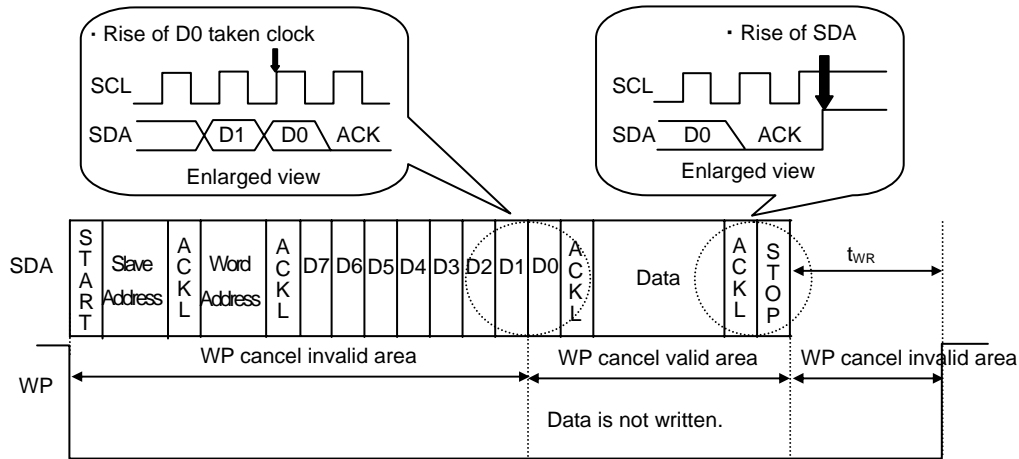 ・Rise of D0 taken clock
SCL
SDA D1 D0 ACK
Enlarged view
・Rise of SDA
SCL
SDA D0 ACK
Enlarged view
SDA START Slave Address ACKL Word Address ACKL D7 D6 D5 D4 D3 D2 D1 D0 ACKL Data ACKL STOP tWR
WP cancel invalid area WP cancel valid area WP cancel invalid area
WP
Data is not written.